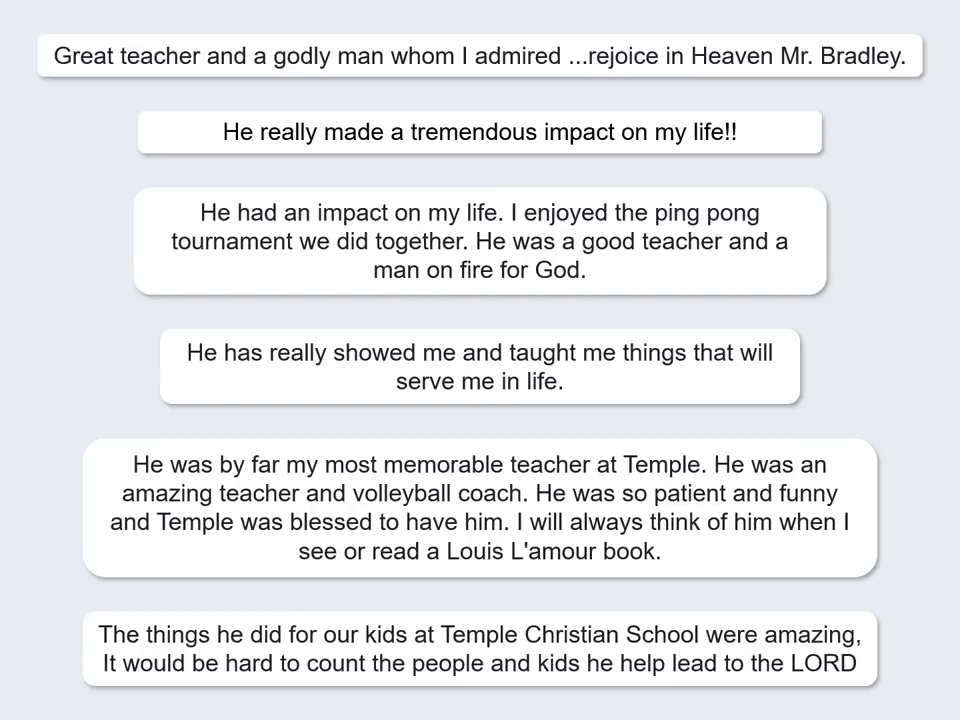 Great teacher and a godly man whom I admired ...rejoice in Heaven Mr. Bradley.
He really made a tremendous impact on my life!!
He had an impact on my life. I enjoyed the ping pong
tournament we did together. He was a good teacher and a
man on fire for God.
He has really showed me and taught me things that will
serve me in life.
He was by far my most memorable teacher at Temple. He was an
amazing teacher and volleyball coach. He was so patient and funny
and Temple was blessed to have him. I will always think of him when I
see or read a Louis L'amour book.
The things he did for our kids at Temple Christian School were amazing,
It would be hard to count the people and kids he help lead to the LORD